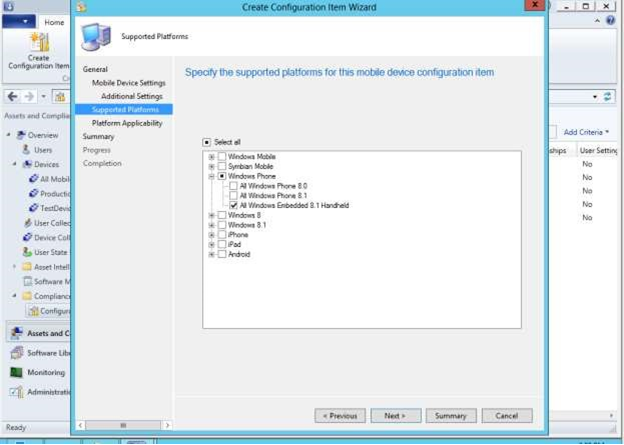 Create Configuration Item Wizard
Home
Supported Platforms
Create
Configuration Item
General
Mobile Device Settings
Additional Settings
Supported Platforms
Platform Applicability
Summary
Progress
Completion
Specify the supported platforms for this mobile device configuration item
Select all
Windows Mobile
Symbian Mobile
Windows Phone
All Windows Phone 8.0
All Windows Phone 8.1
All Windows Embedded 8.1 Handheld
Windows 8
Windows 8.1
iPhone
iPad
Android
Assets and Complia
Overview
Users
Devices
All Mobil
Productio
TestDevic
User Collec
Device Coll
User State
Asset Intell
Software M
Compliance
Configura
Assets and C
Software Libr
Monitoring
Administratio
Ready
Add Criteria
User Setting
No
No
No
No
No
< Previous
Next >
Summary
Cancel